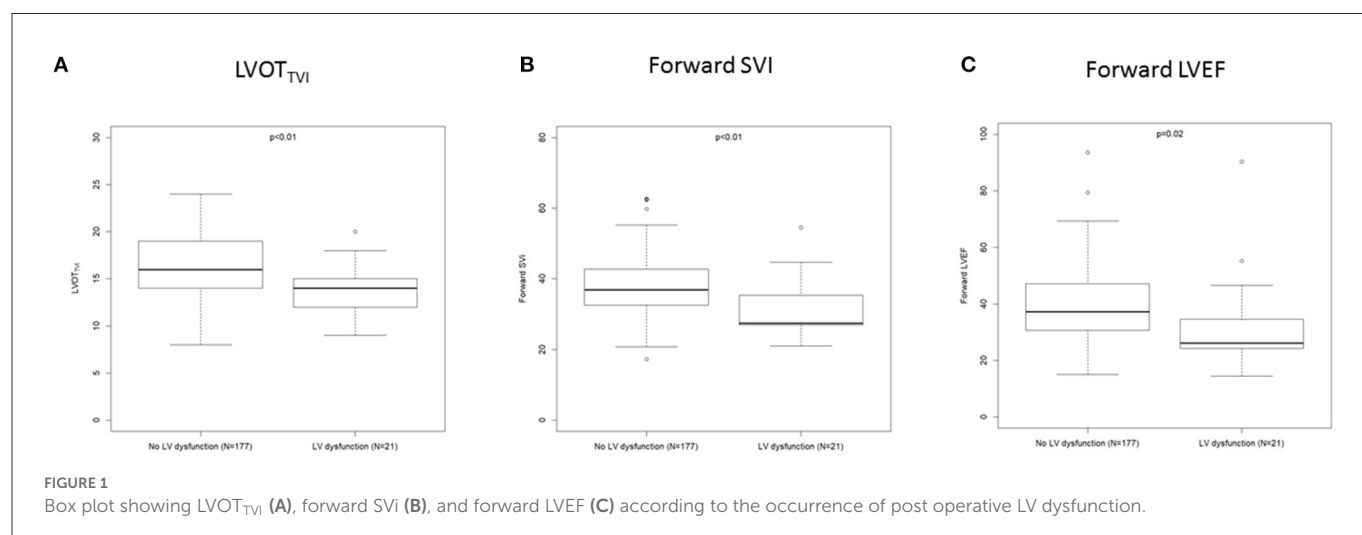 A
LVOT_TVI
p<0.01
30
25
20
15
10
5
0
LVOT_TVI
No LV dysfunction (N=177)
LV dysfunction (N=21)
B
Forward SVI
p<0.01
80
60
40
20
0
Forward SVi
No LV dysfunction (N=177)
LV dysfunction (N=21)
C
Forward LVEF
p=0.02
100
80
60
40
20
0
Forward LVEF
No LV dysfunction (N=177)
LV dysfunction (N=21)
FIGURE 1
Box plot showing LVOT_TVI (A), forward SVi (B), and forward LVEF (C) according to the occurrence of post operative LV dysfunction.